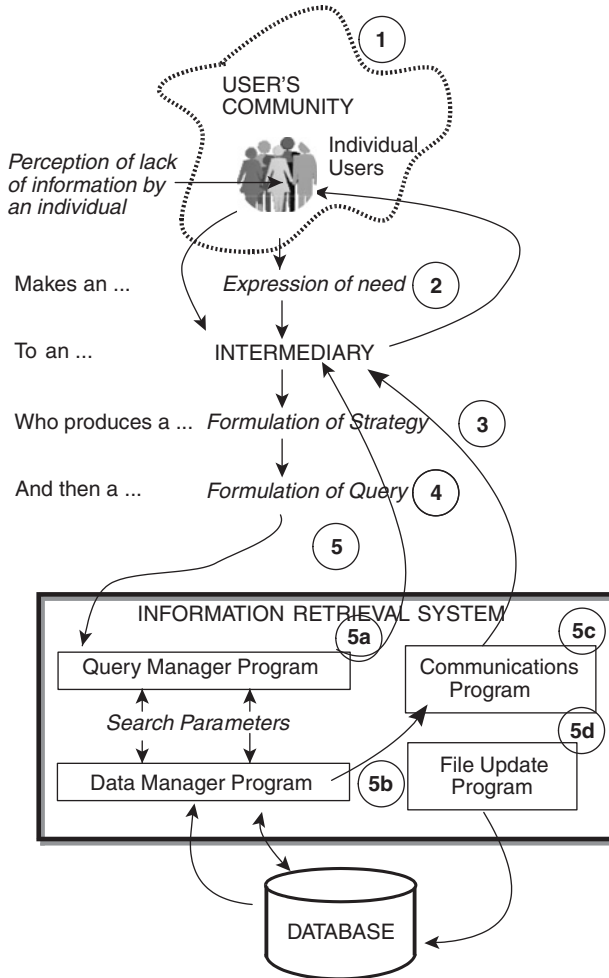 1
USER'S
COMMUNITY
Individual
Users
Perception of lack
of information by
an individual
Makes an ... Expression of need 2
To an ... INTERMEDIARY
Who produces a ... Formulation of Strategy 3
And then a ... Formulation of Query 4
5
INFORMATION RETRIEVAL SYSTEM
5a
5c
Query Manager Program
Communications
Program
Search Parameters
5d
Data Manager Program
5b
File Update
Program
DATABASE